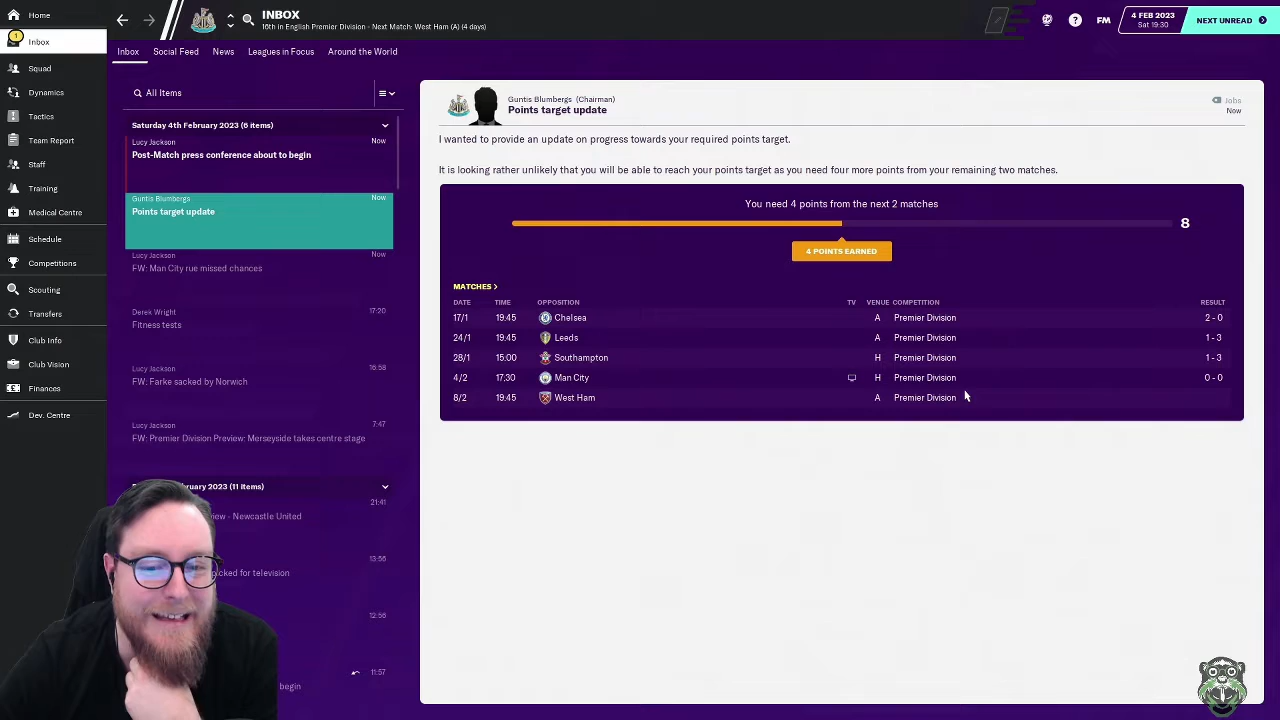 Home
INBOX
16th in English Premier Division - Next Match: West Ham (A) (4 days)
FM
4 FEB 2023
Sat 19:30
NEXT UNREAD
1
Inbox
Squad
Dynamics
Tactics
Team Report
Staff
Training
Medical Centre
Schedule
Competitions
Scouting
Transfers
Club Info
Club Vision
Finances
Dev. Centre
Inbox Social Feed News Leagues in Focus Around the World
All Items
Saturday 4th February 2023 (6 items)
Lucy Jackson Now
Post-Match press conference about to begin
Guntis Blumbergs Now
Points target update
Lucy Jackson Now
FW: Man City rue missed chances
Derek Wright 17:20
Fitness tests
Lucy Jackson 16:58
FW: Farke sacked by Norwich
Lucy Jackson 7:47
FW: Premier Division Preview: Merseyside takes centre stage
February 2023 (11 items)
21:41
- Newcastle United
13:56
picked for television
12:56
11:57
begin
Guntis Blumbergs (Chairman)
Points target update
Jobs
Now
I wanted to provide an update on progress towards your required points target.
It is looking rather unlikely that you will be able to reach your points target as you need four more points from your remaining two matches.
You need 4 points from the next 2 matches
8
4 POINTS EARNED
MATCHES
DATE TIME OPPOSITION TV VENUE COMPETITION RESULT
17/1 19.45 Chelsea A Premier Division 2 - 0
24/1 19.45 Leeds A Premier Division 1 - 3
28/1 15:00 Southampton H Premier Division 1 - 3
4/2 17:30 Man City H Premier Division 0 - 0
8/2 19.45 West Ham A Premier Division